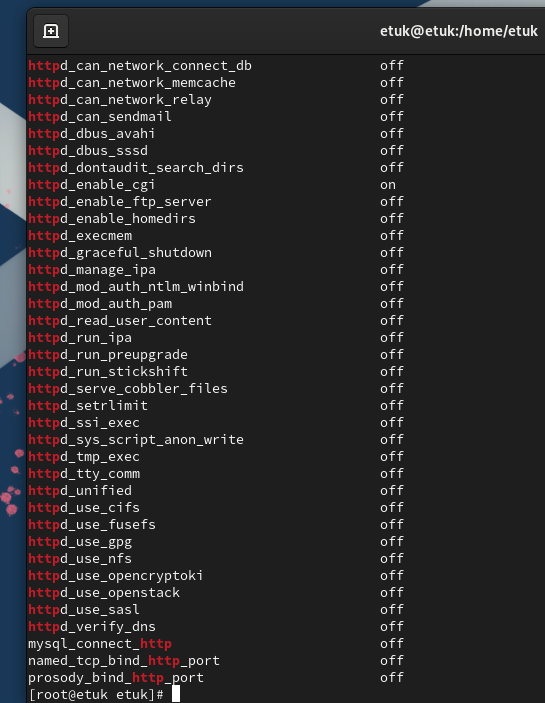 etuk@etuk:/home/etuk
httpd_can_network_connect_db off
httpd_can_network_memcache off
httpd_can_network_relay off
httpd_can_sendmail off
httpd_dbus_avahi off
httpd_dbus_sssd off
httpd_dontaudit_search_dirs off
httpd_enable_cgi on
httpd_enable_ftp_server off
httpd_enable_homedirs off
httpd_execmem off
httpd_graceful_shutdown off
httpd_manage_ipa off
httpd_mod_auth_ntlm_winbind off
httpd_mod_auth_pam off
httpd_read_user_content off
httpd_run_ipa off
httpd_run_preupgrade off
httpd_run_stickshift off
httpd_serve_cobbler_files off
httpd_setrlimit off
httpd_ssi_exec off
httpd_sys_script_anon_write off
httpd_tmp_exec off
httpd_tty_comm off
httpd_unified off
httpd_use_cifs off
httpd_use_fusefs off
httpd_use_gpg off
httpd_use_nfs off
httpd_use_opencryptoki off
httpd_use_openstack off
httpd_use_sasl off
httpd_verify_dns off
mysql_connect_http off
named_tcp_bind_http_port off
prosody_bind_http_port off
[root@etuk etuk]#